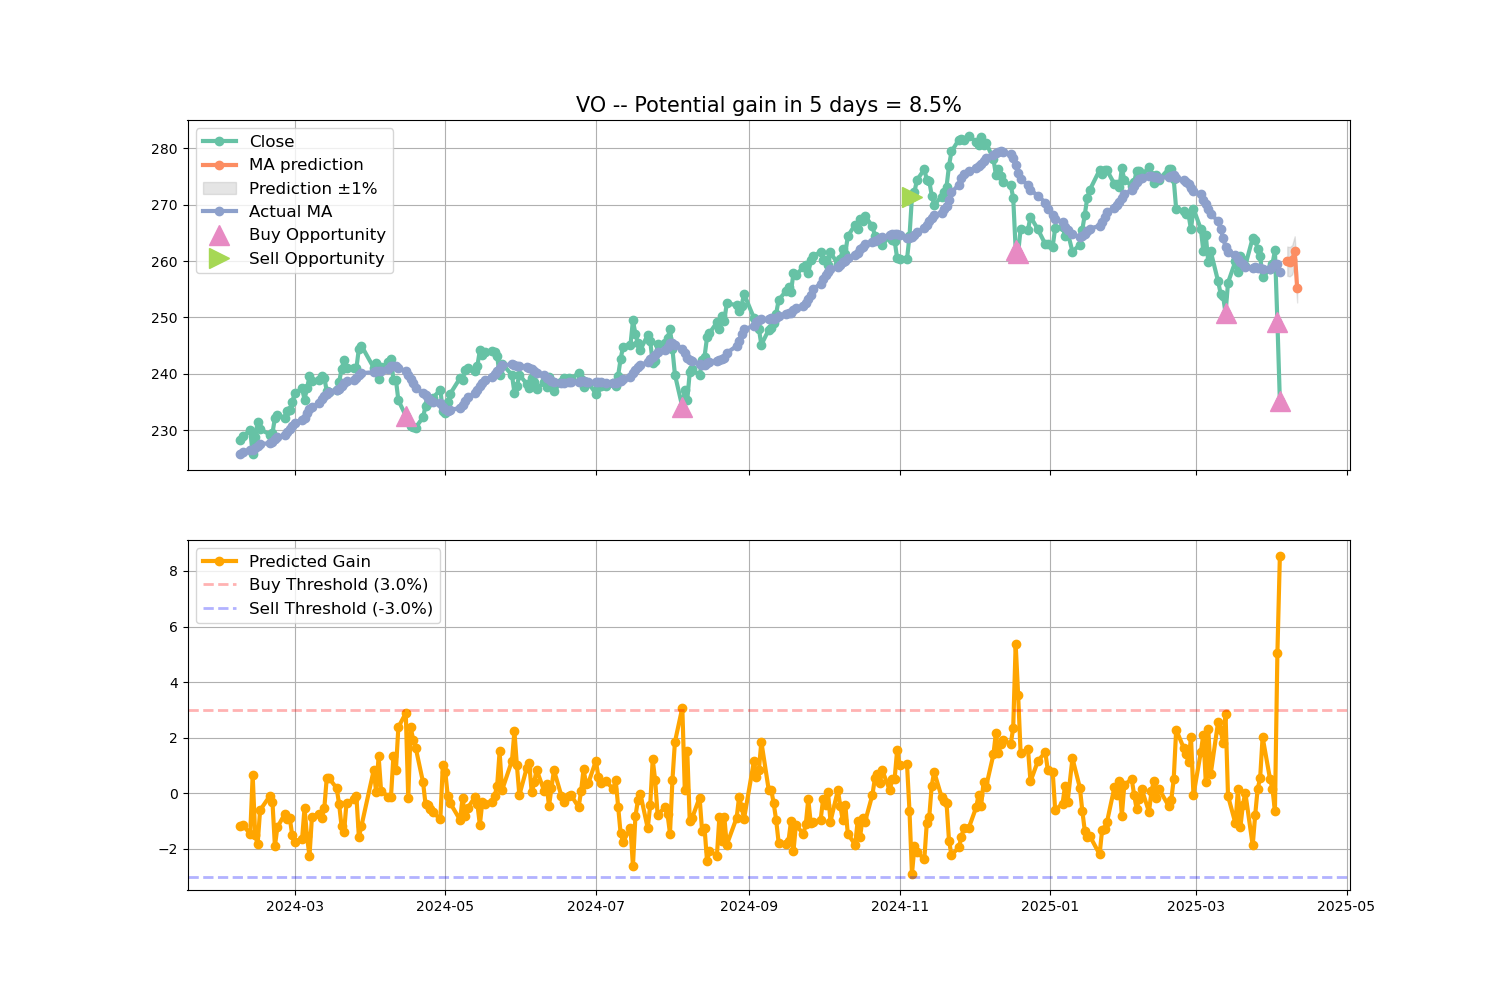 VO -- Potential gain in 5 days = 8.5%
Close
MA prediction
Prediction ±1%
Actual MA
Buy Opportunity
Sell Opportunity
280
270
260
250
240
230
Predicted Gain
Buy Threshold (3.0%)
Sell Threshold (-3.0%)
8
6
4
2
0
−2
2024-03
2024-05
2024-07
2024-09
2024-11
2025-01
2025-03
2025-05